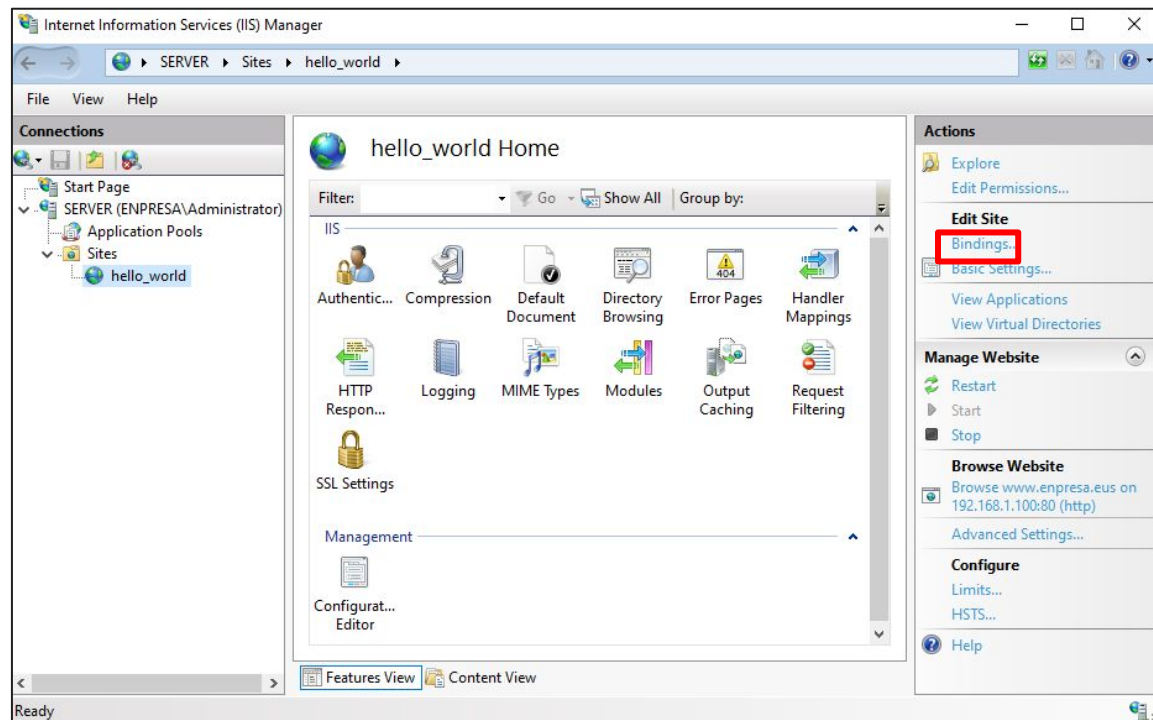 Internet Information Services (IIS) Manager
SERVER Sites hello_world
File View Help
Connections
Start Page
SERVER (ENPRESA\Administrator)
Application Pools
Sites
hello_world
hello_world Home
Filter: Go Show All Group by:
IIS
Authentic... Compression Default Document Directory Browsing Error Pages Handler Mappings
404
HTTP Respon... Logging MIME Types Modules Output Caching Request Filtering
SSL Settings
Management
Configurat...
Editor
Features View Content View
Actions
Explore
Edit Permissions...
Edit Site
Bindings...
Basic Settings...
View Applications
View Virtual Directories
Manage Website
Restart
Start
Stop
Browse Website
Browse www.enpresa.eus on
192.168.1.100:80 (http)
Advanced Settings...
Configure
Limits...
HSTS...
Help
Ready